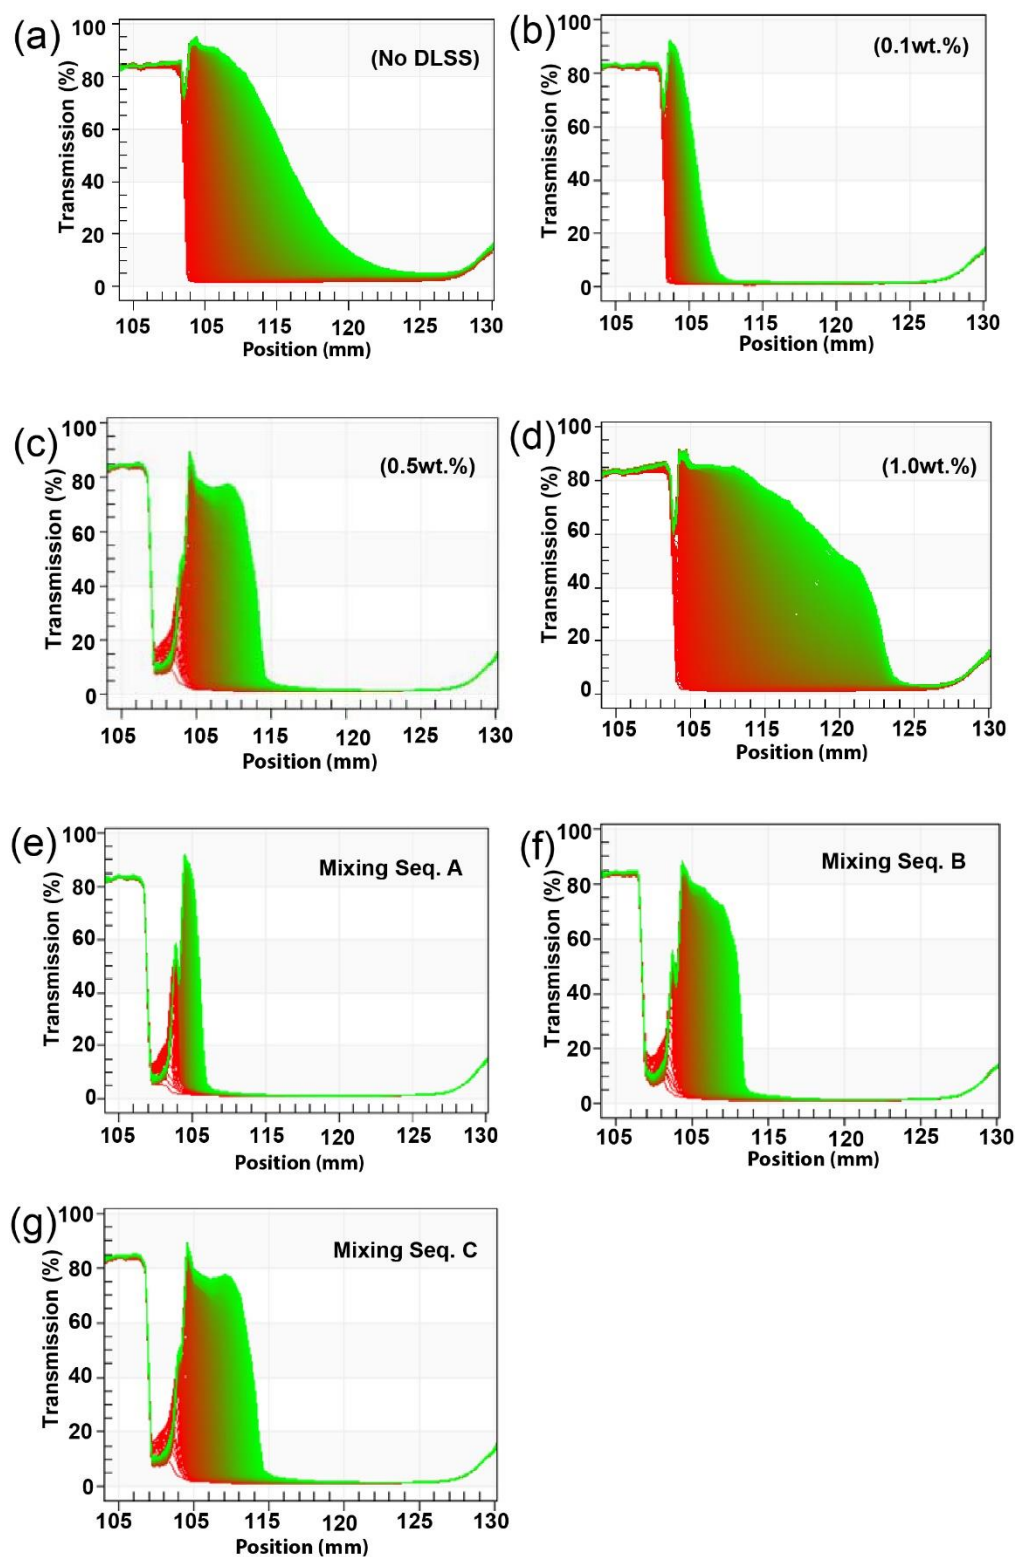 (a)
(No DLSS)
Transmission (%)
100
80
60
40
20
0
105 105 115 120 125 130
Position (mm)
(b)
(0.1wt.%)
Transmission (%)
100
80
60
40
20
0
105 105 115 120 125 130
Position (mm)
(c)
(0.5wt.%)
Transmission (%)
100
80
60
40
20
0
105 105 115 120 125 130
Position (mm)
(d)
(1.0wt.%)
Transmission (%)
100
80
60
40
20
0
105 105 115 120 125 130
Position (mm)
(e)
Mixing Seq. A
Transmission (%)
100
80
60
40
20
0
105 105 115 120 125 130
Position (mm)
(f)
Mixing Seq. B
Transmission (%)
100
80
60
40
20
0
105 105 115 120 125 130
Position (mm)
(g)
Mixing Seq. C
Transmission (%)
100
80
60
40
20
0
105 105 115 120 125 130
Position (mm)